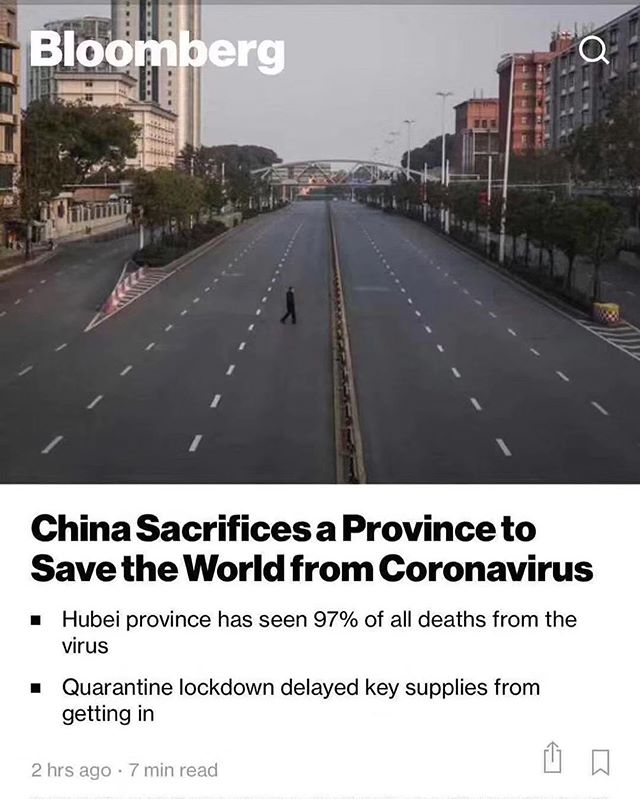 Bloomberg
China Sacrifices a Province to
Save the World from Coronavirus
▪ Hubei province has seen 97% of all deaths from the
virus
▪ Quarantine lockdown delayed key supplies from
getting in
2 hrs ago · 7 min read